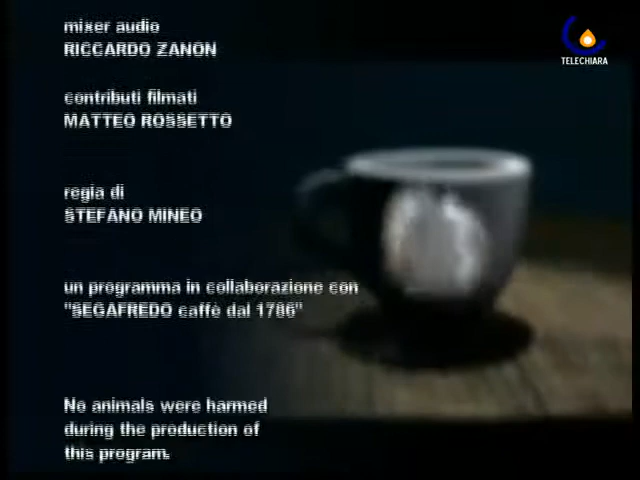 mixer audio
RICCARDO ZANON
contributi filmati
MATTEO ROSSETTO
regia di
STEFANO MINEO
un programma in collaborazione con
"SEGAFREDO caffè dal 1786"
No animals were harmed
during the production of
this program.
TELECHIARA